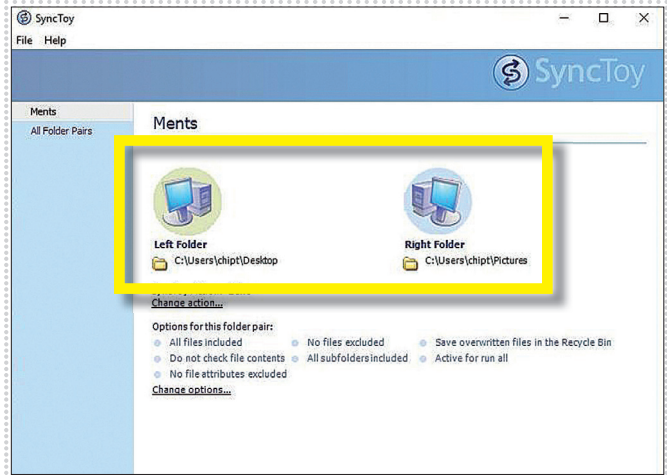 SyncToy
File Help
SyncToy
Ments
All Folder Pairs
Ments
Left Folder
C:\Users\chipt\Desktop
Right Folder
C:\Users\chipt\Pictures
Change action...
Options for this folder pair:
All files included
No files excluded
Save overwritten files in the Recycle Bin
Do not check file contents
All subfolders included
Active for run all
No file attributes excluded
Change options...